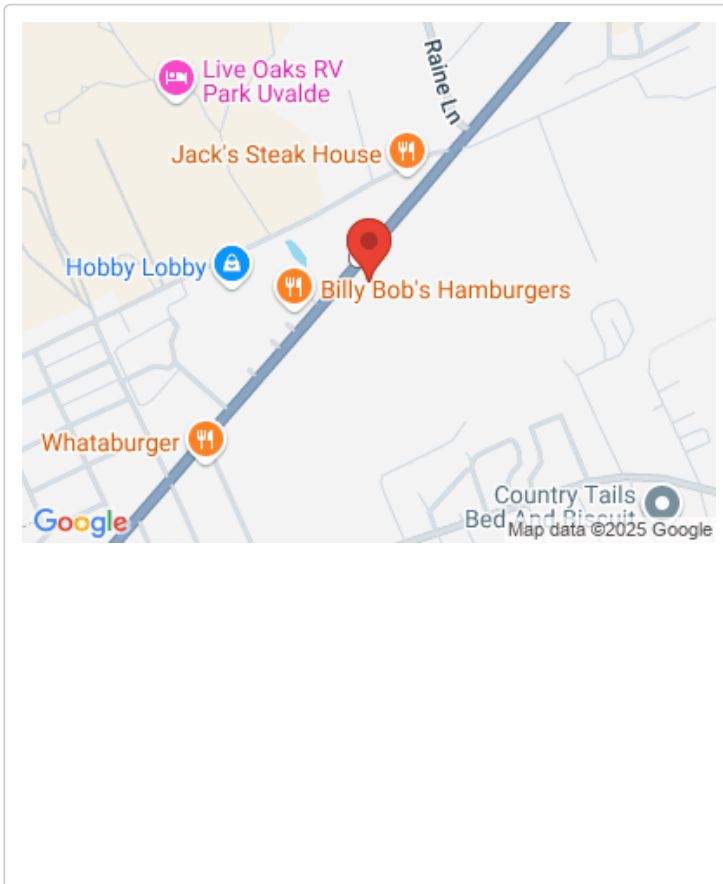 Live Oaks RV
Park Uvalde
Raine Ln
Jack's Steak House
Hobby Lobby
Billy Bob's Hamburgers
Whataburger
Country Tails
Bed And Biscuit
Google
Map data ©2025 Google